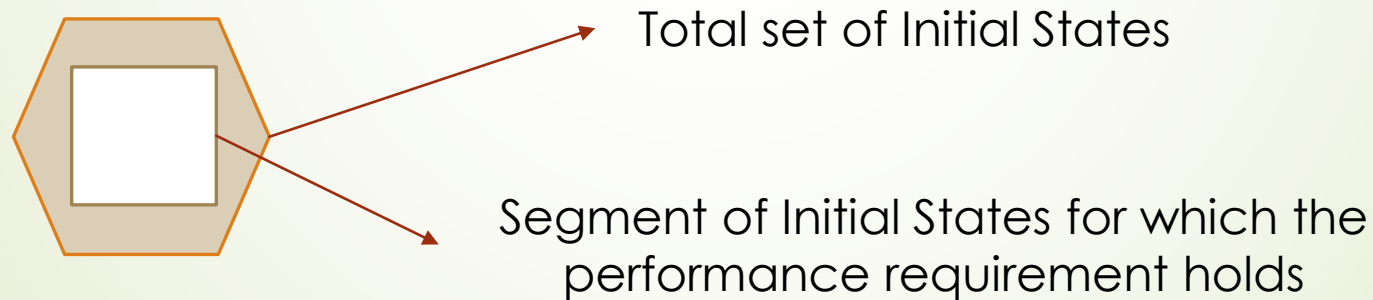 Total set of Initial States
Segment of Initial States for which the
performance requirement holds